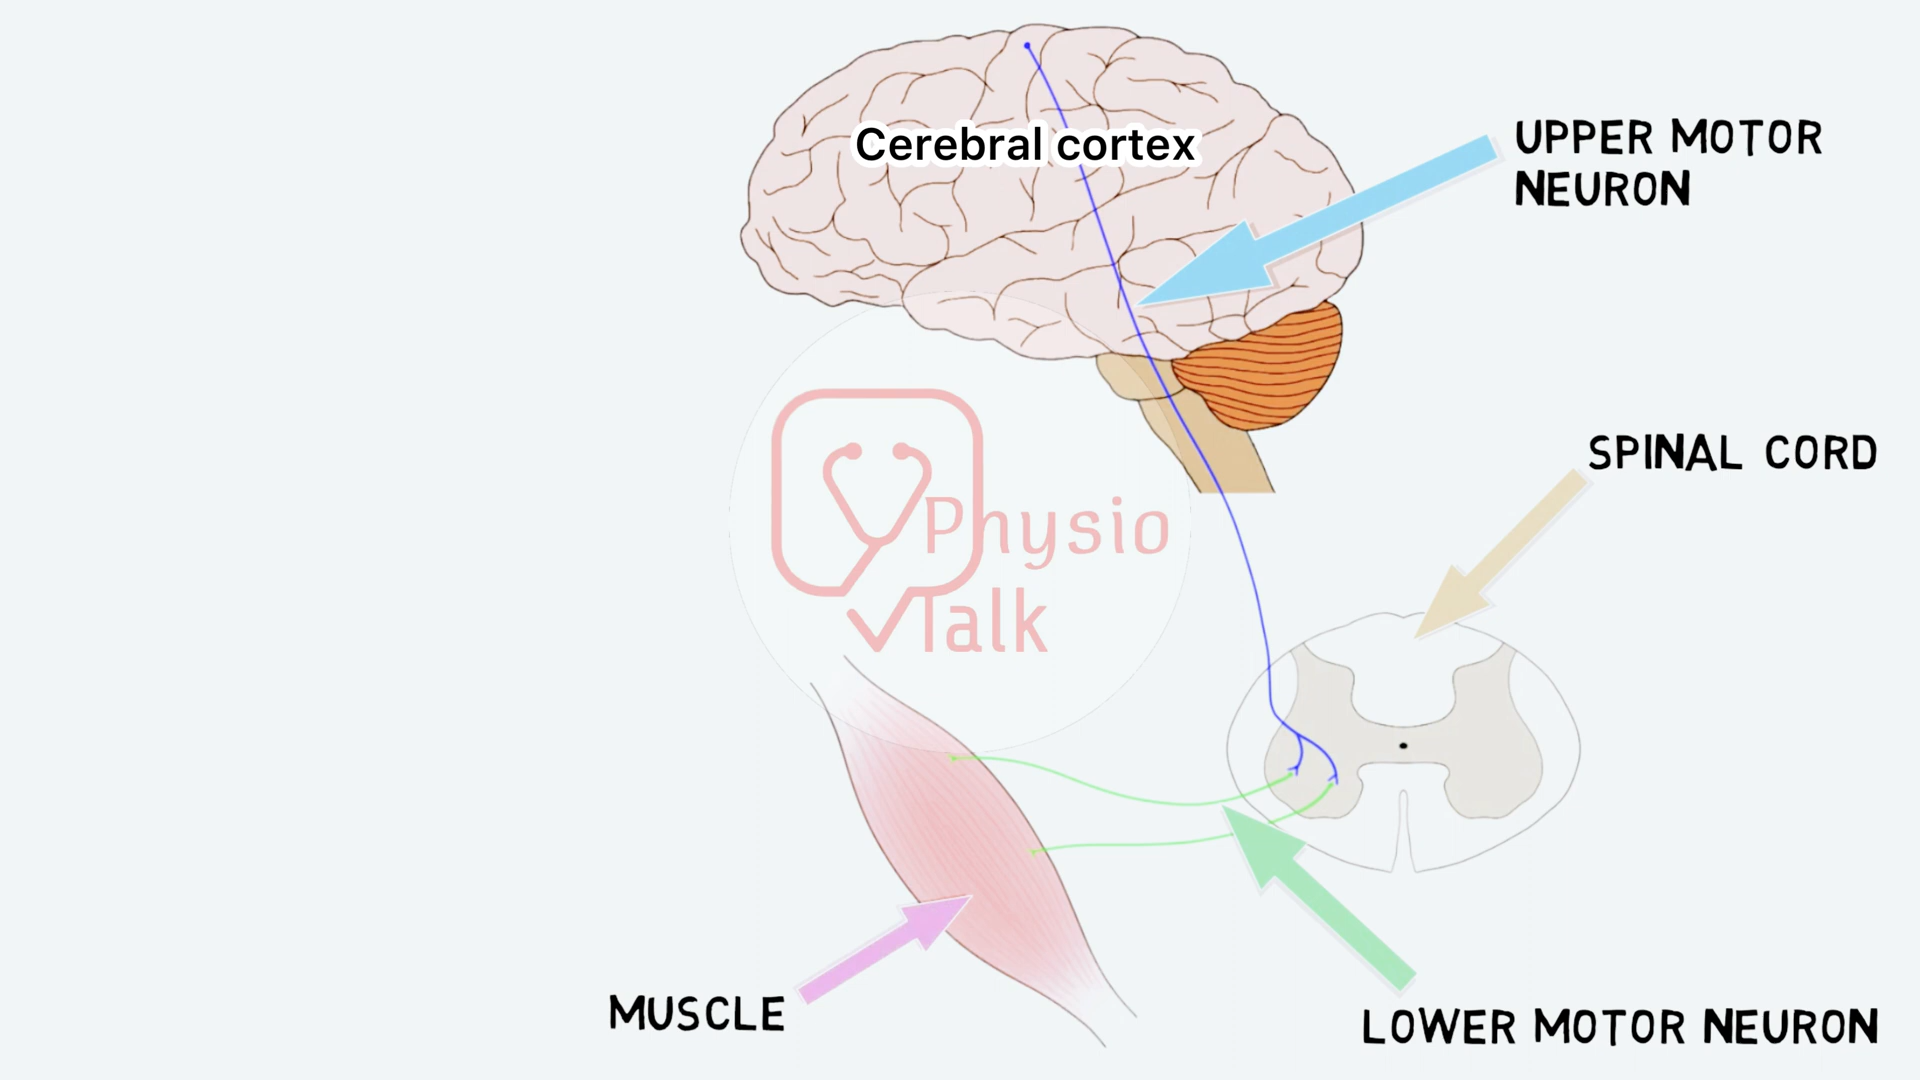 Cerebral cortex
UPPER MOTOR
NEURON
SPINAL CORD
Physio
Talk
MUSCLE
LOWER MOTOR NEURON